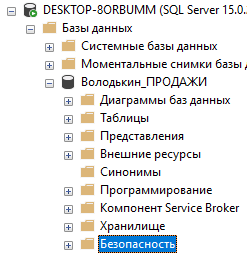 DESKTOP-8ORBUMM (SQL Server 15.0.
Базы данных
Системные базы данных
Моментальные снимки базы д
Володькин_ПРОДАЖИ
Диаграммы баз данных
Таблицы
Представления
Внешние ресурсы
Синонимы
Программирование
Компонент Service Broker
Хранилище
Безопасность